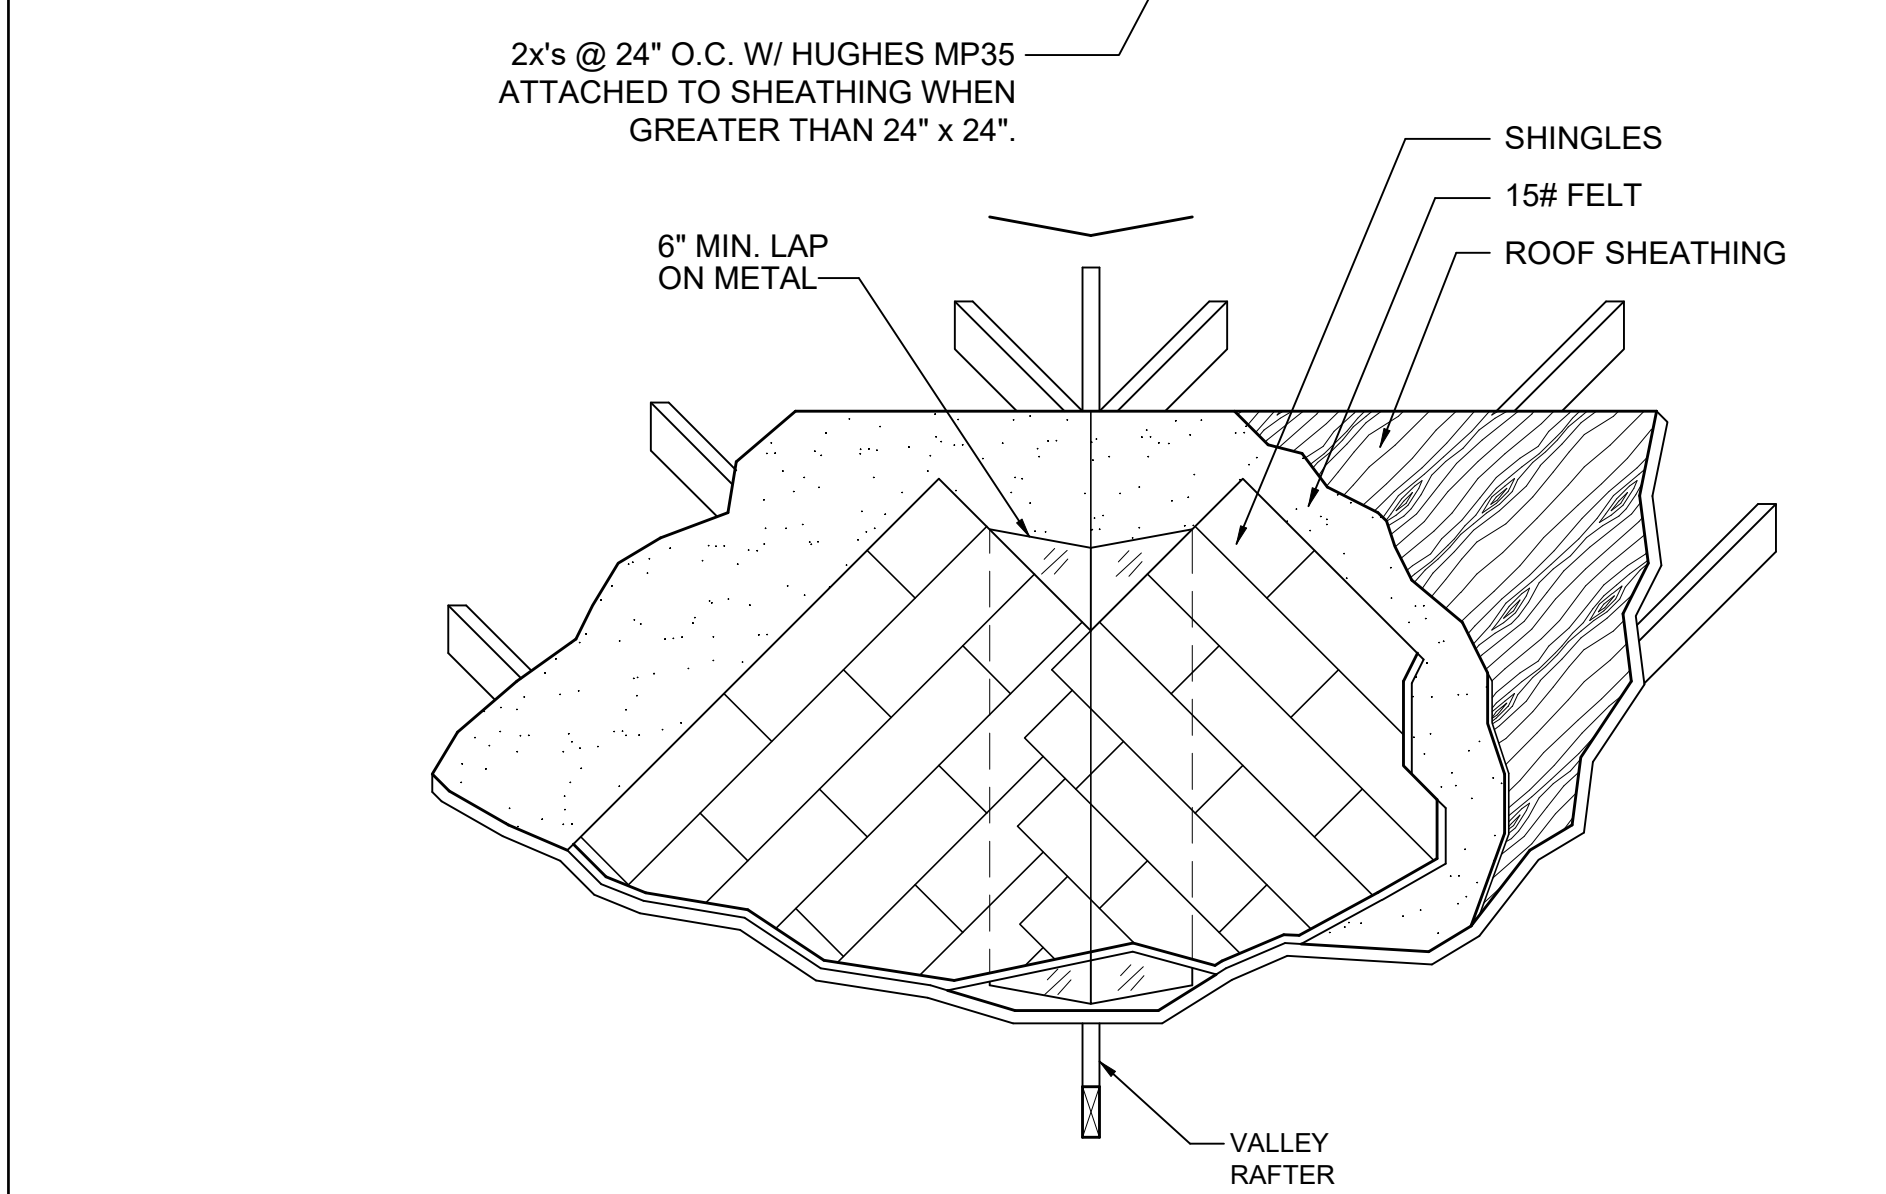 2x's @ 24" O.C. W/ HUGHES MP35
ATTACHED TO SHEATHING WHEN
GREATER THAN 24" x 24".
SHINGLES
15# FELT
ROOF SHEATHING
6" MIN. LAP
ON METAL
VALLEY
RAFTER